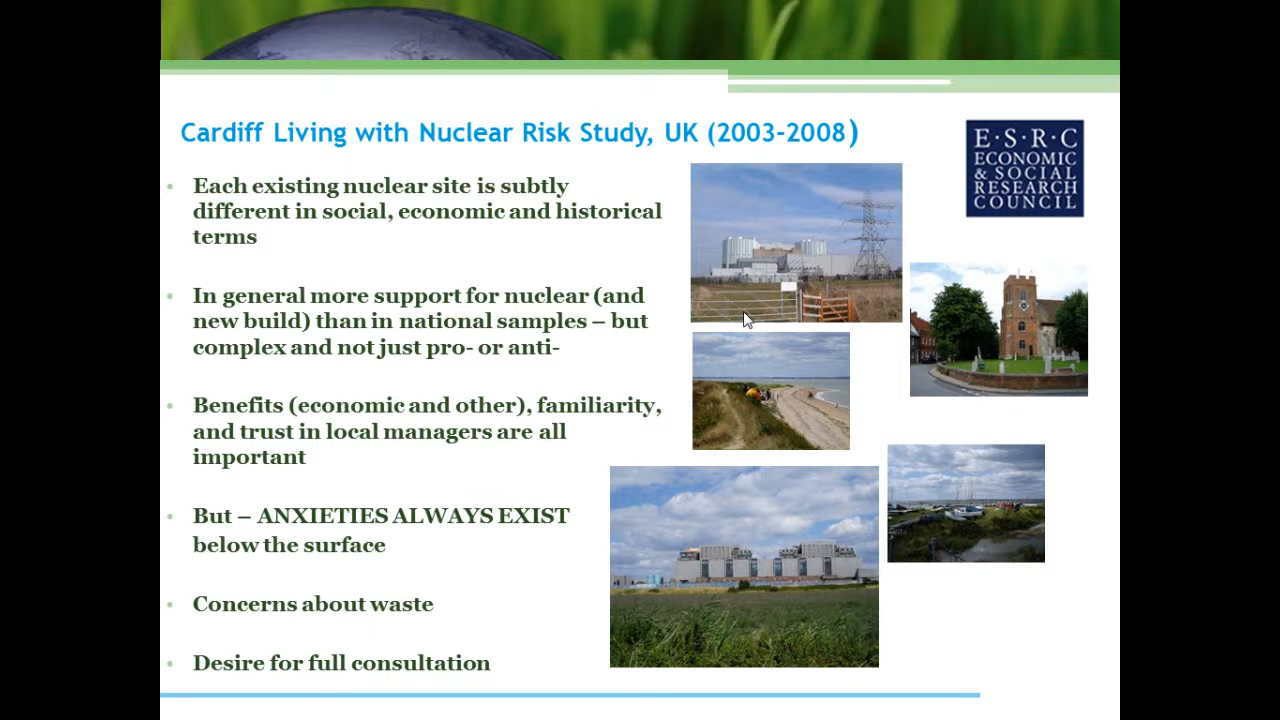 Cardiff Living with Nuclear Risk Study, UK (2003-2008)
E·S·R·C
ECONOMIC
& SOCIAL
RESEARCH
COUNCIL
• Each existing nuclear site is subtly
different in social, economic and historical
terms
• In general more support for nuclear (and
new build) than in national samples – but
complex and not just pro- or anti-
• Benefits (economic and other), familiarity,
and trust in local managers are all
important
• But – ANXIETIES ALWAYS EXIST
below the surface
• Concerns about waste
• Desire for full consultation